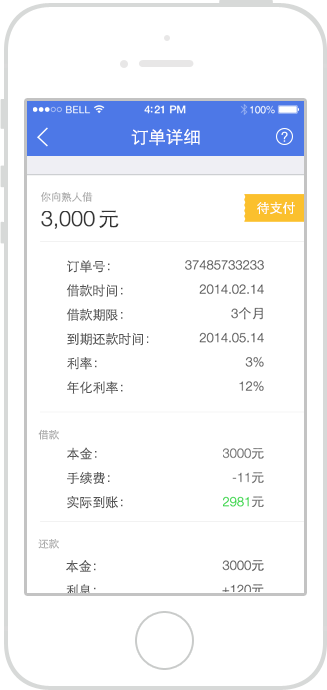 BELL 4:21 PM 100%
订单详细 ?
你向熟人借
3,000 元 待支付
订单号: 37485733233
借款时间: 2014.02.14
借款期限: 3个月
到期还款时间: 2014.05.14
利率: 3%
年化利率: 12%
借款
本金: 3000元
手续费: -11元
实际到账: 2981元
还款
本金: 3000元
利息: +120元